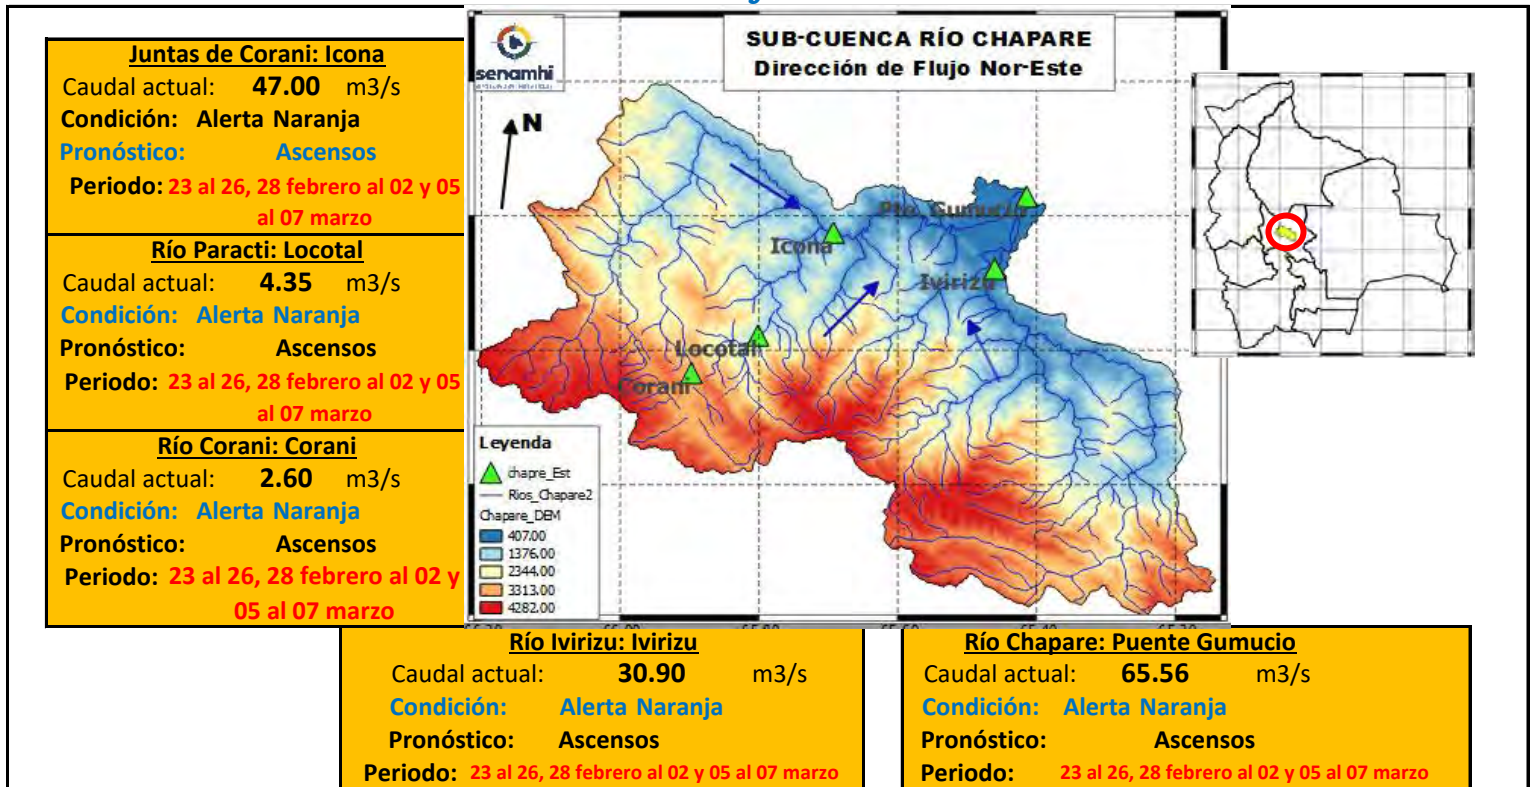 Juntas de Corani: Icona
Caudal actual: 47.00 m3/s
Condición: Alerta Naranja
Pronóstico: Ascensos
Periodo: 23 al 26, 28 febrero al 02 y 05
al 07 marzo
Río Paracti: Locotal
Caudal actual: 4.35 m3/s
Condición: Alerta Naranja
Pronóstico: Ascensos
Periodo: 23 al 26, 28 febrero al 02 y 05
al 07 marzo
Río Corani: Corani
Caudal actual: 2.60 m3/s
Condición: Alerta Naranja
Pronóstico: Ascensos
Periodo: 23 al 26, 28 febrero al 02 y
05 al 07 marzo
senamhi
SUB-CUENCA RÍO CHAPARE
Dirección de Flujo Nor-Este
N
Pto. Gumucio
Icona
Ivirizu
Locotal
Corani
Leyenda
chapre_Est
Rios_Chapare2
Chapare_DEM
407.00
1376.00
2344.00
3313.00
4282.00
Río Ivirizu: Ivirizu
Caudal actual: 30.90 m3/s
Condición: Alerta Naranja
Pronóstico: Ascensos
Periodo: 23 al 26, 28 febrero al 02 y 05 al 07 marzo
Río Chapare: Puente Gumucio
Caudal actual: 65.56 m3/s
Condición: Alerta Naranja
Pronóstico: Ascensos
Periodo: 23 al 26, 28 febrero al 02 y 05 al 07 marzo